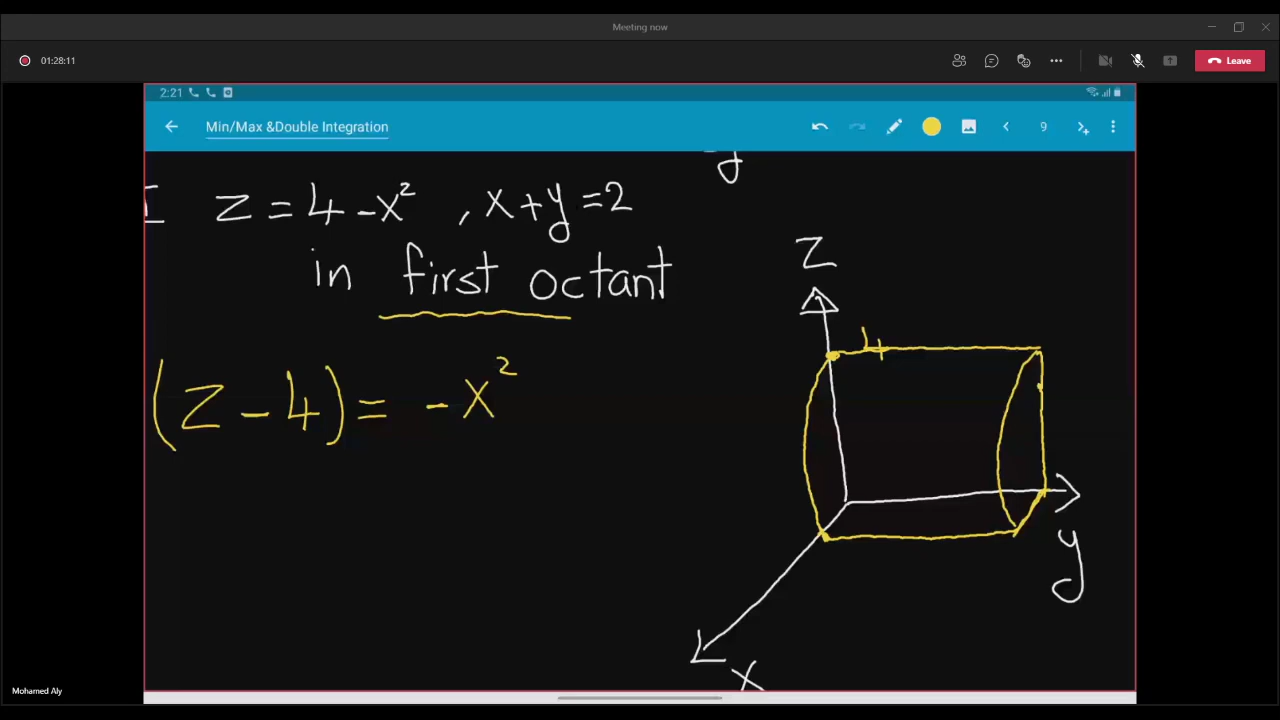 Meeting now
01:28:11
Leave
2:21
Min/Max &Double Integration
9
y
I z = 4 - x² , x + y = 2
in first octant
(z - 4) = - x²
z
4
y
x
Mohamed Aly